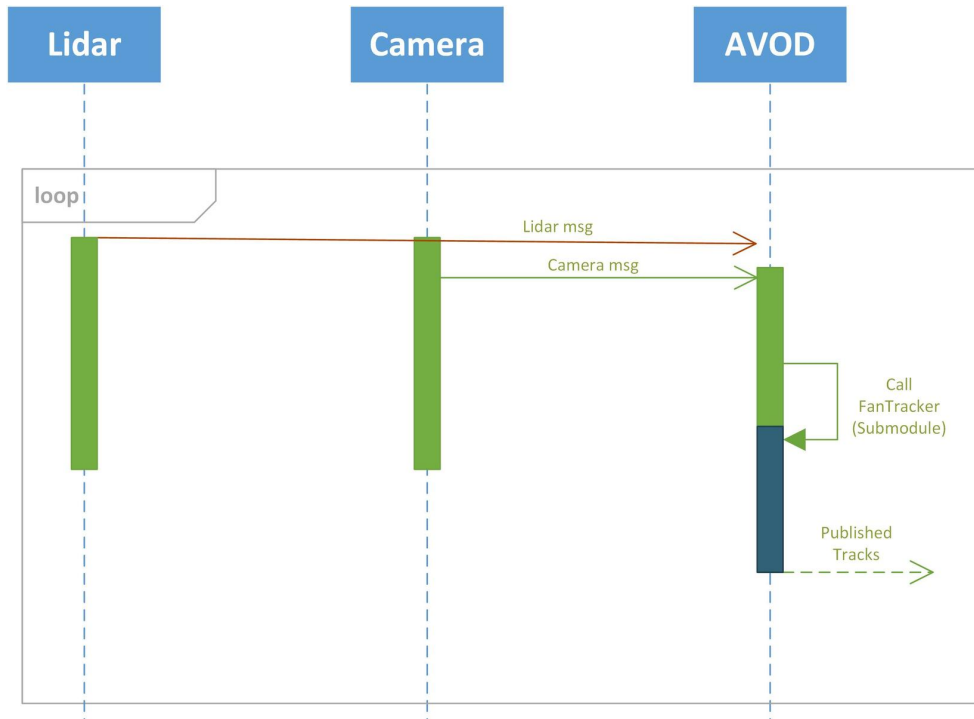 Lidar
Camera
AVOD
loop
Lidar msg
Camera msg
Call
FanTracker
(Submodule)
Published
Tracks